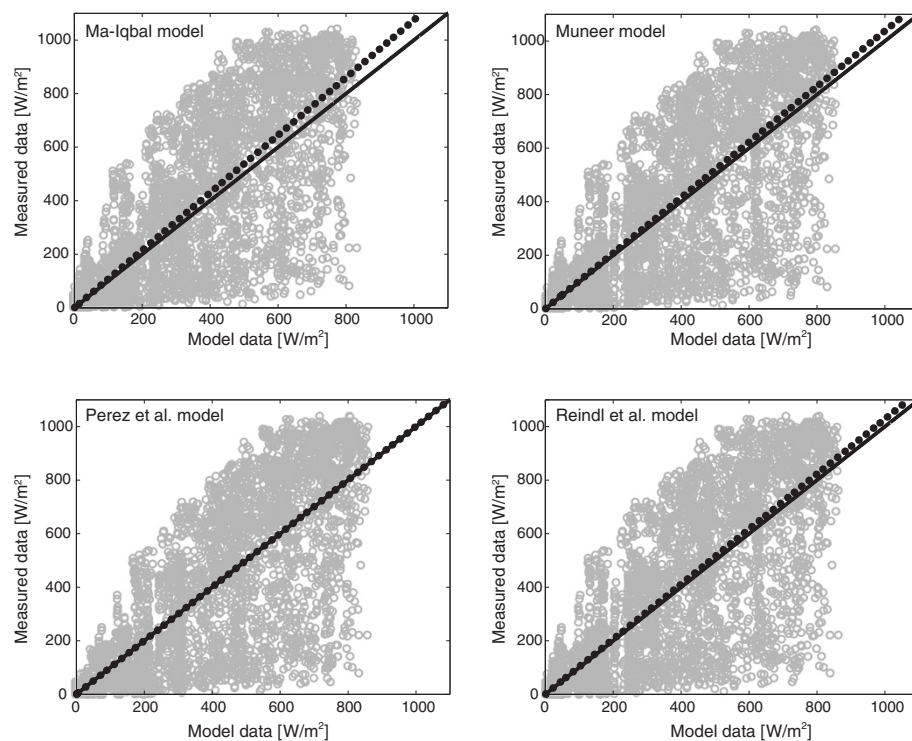 Ma-Iqbal model
Measured data [W/m²]
1000
800
600
400
200
0
0 200 400 600 800 1000
Model data [W/m²]
Muneer model
Measured data [W/m²]
1000
800
600
400
200
0
0 200 400 600 800 1000
Model data [W/m²]
Perez et al. model
Measured data [W/m²]
1000
800
600
400
200
0
0 200 400 600 800 1000
Model data [W/m²]
Reindl et al. model
Measured data [W/m²]
1000
800
600
400
200
0
0 200 400 600 800 1000
Model data [W/m²]